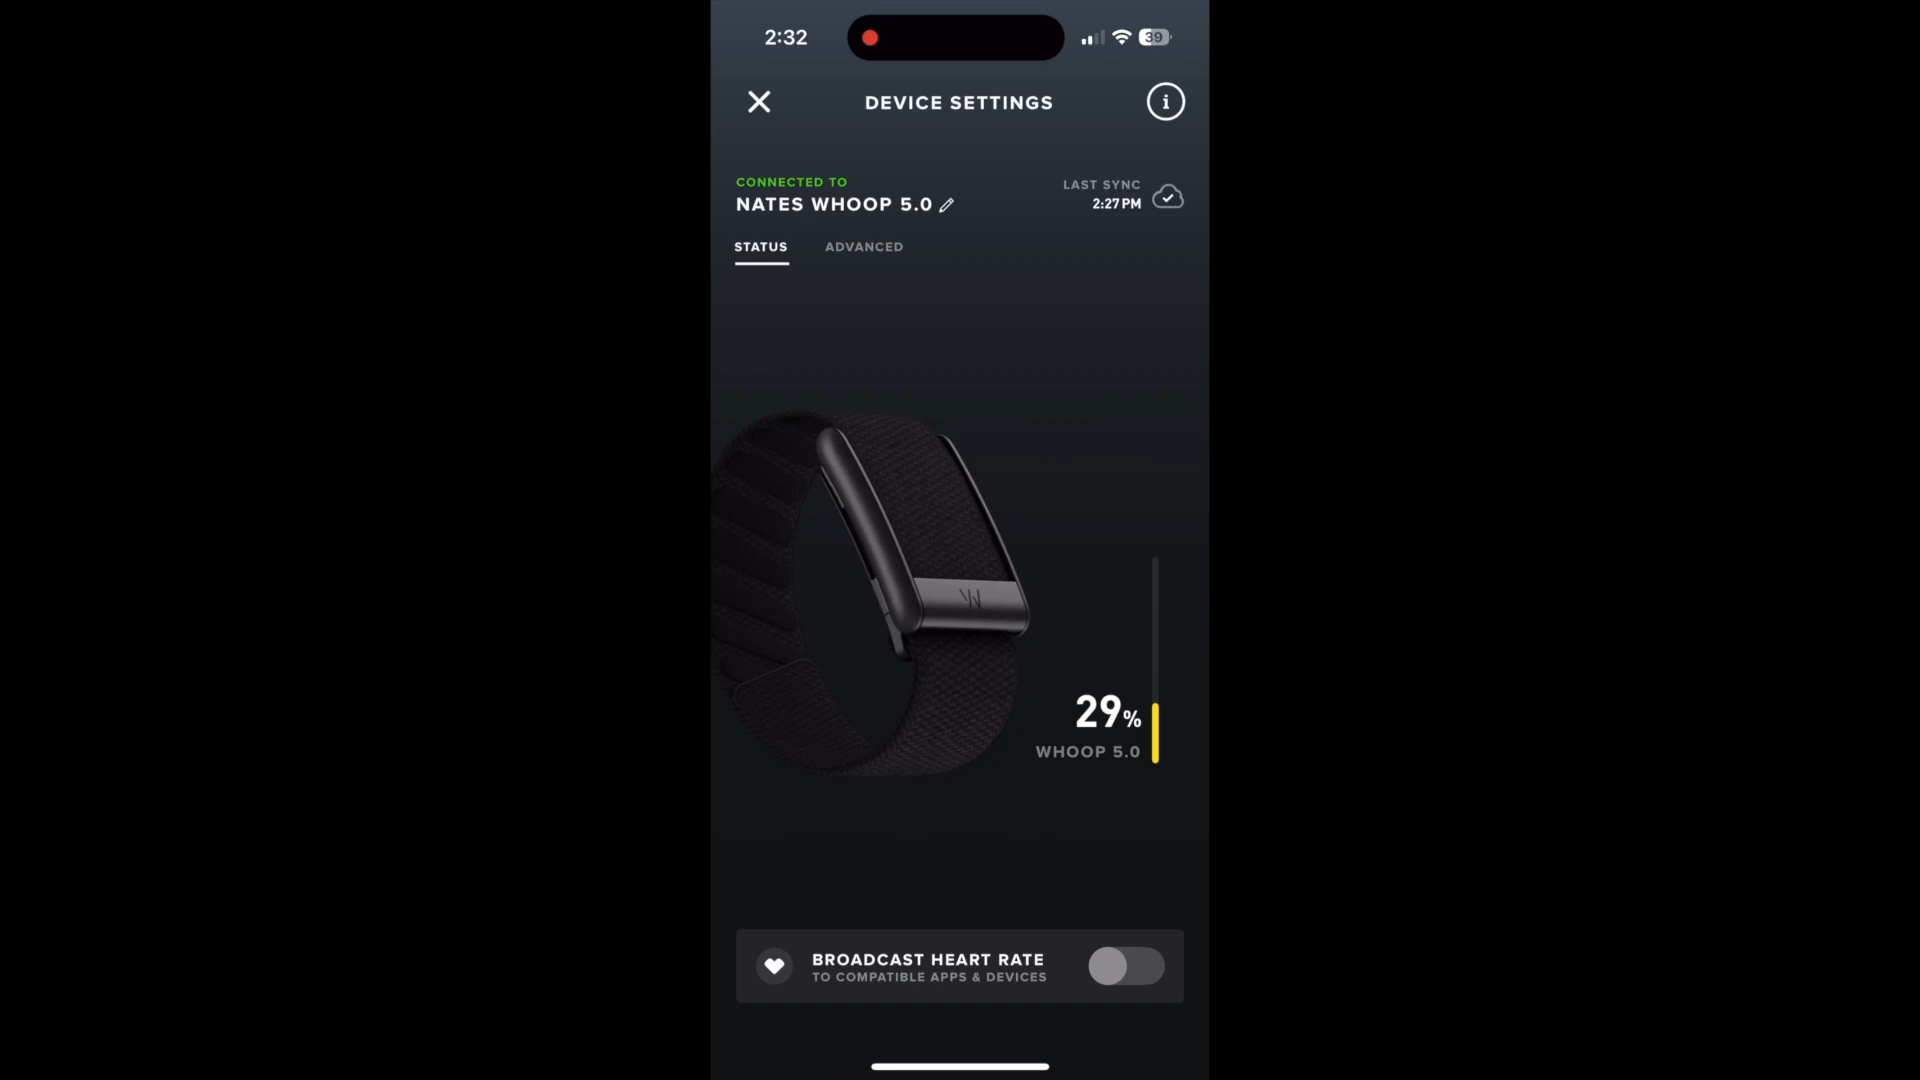 2:32
39
DEVICE SETTINGS
i
CONNECTED TO
NATES WHOOP 5.0
LAST SYNC
2:27 PM
STATUS
ADVANCED
W
29%
WHOOP 5.0
BROADCAST HEART RATE
TO COMPATIBLE APPS & DEVICES